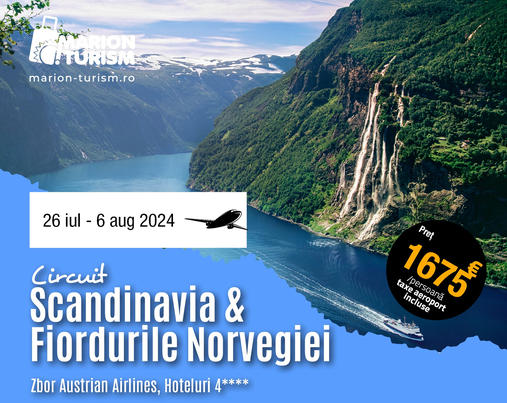 MARION
TURISM
marion-turism.ro
26 iul - 6 aug 2024
Preț
1675€
/persoană
taxe aeroport
incluse
Circuit
Scandinavia &
Fiordurile Norvegiei
Zbor Austrian Airlines, Hoteluri 4****